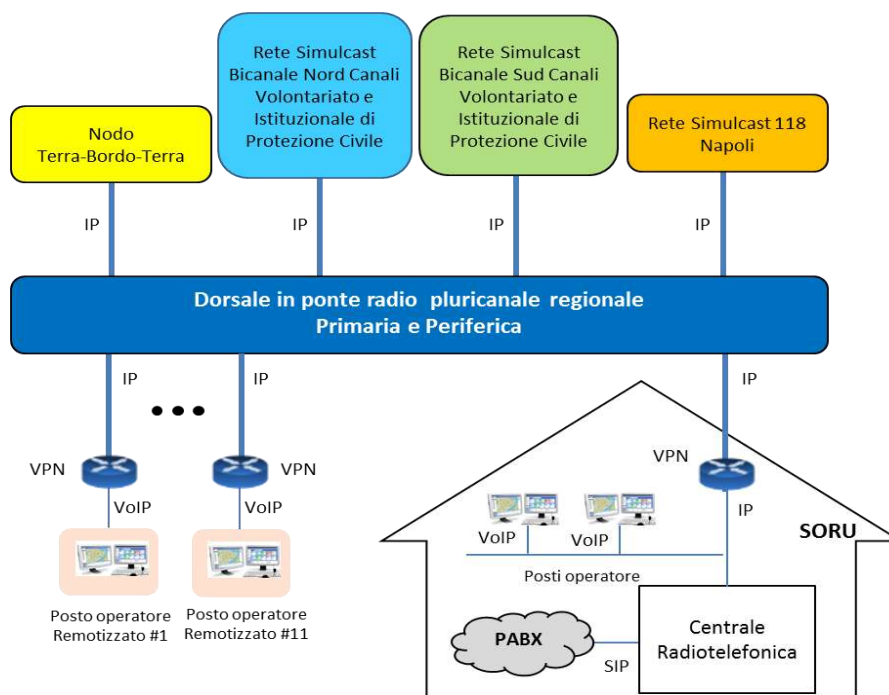 Nodo
Terra-Bordo-Terra
Rete Simulcast
Bicanale Nord Canali
Volontariato e
Istituzionale di
Protezione Civile
Rete Simulcast
Bicanale Sud Canali
Volontariato e
Istituzionale di
Protezione Civile
Rete Simulcast 118
Napoli
IP
IP
IP
IP
Dorsale in ponte radio pluricanale regionale
Primaria e Periferica
IP
IP
IP
VPN
VPN
VPN
VoIP
VoIP
IP
VoIP
VoIP
SORU
Posti operatore
Posto operatore
Remotizzato #1
Posto operatore
Remotizzato #11
PABX
SIP
Centrale
Radiotelefonica